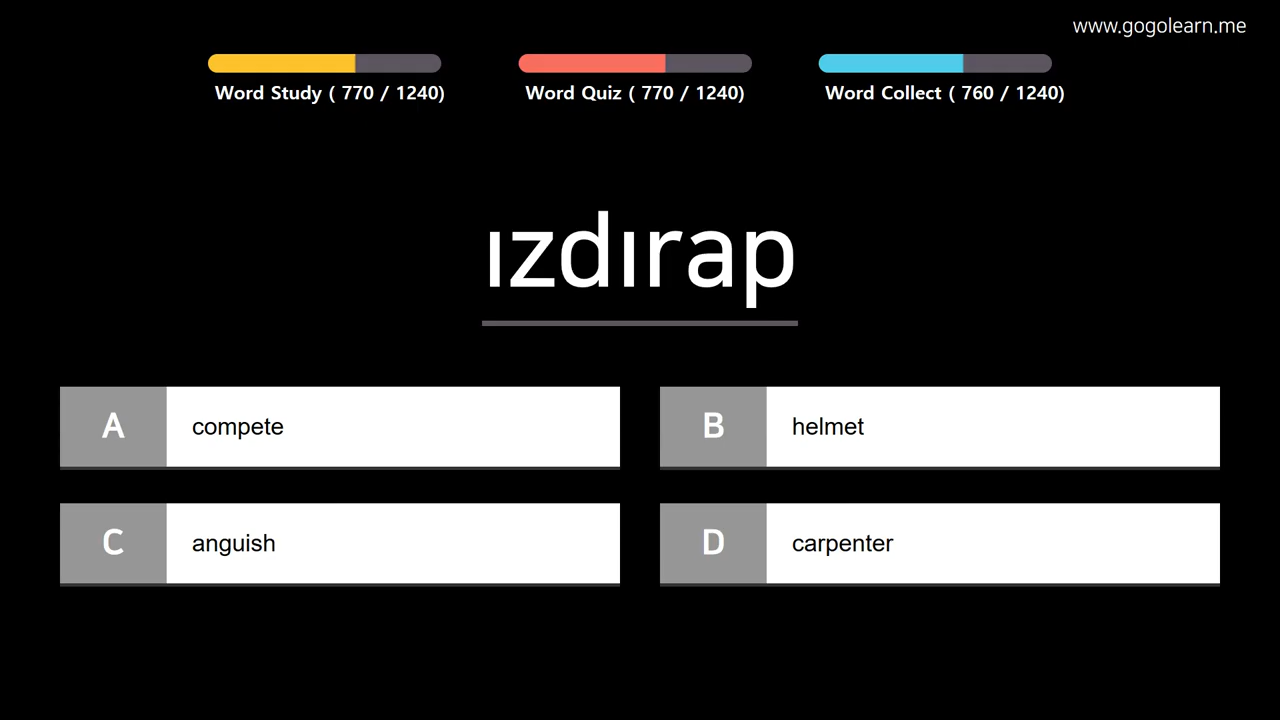 www.gogolearn.me
Word Study ( 770 / 1240)
Word Quiz ( 770 / 1240)
Word Collect ( 760 / 1240)
ızdırap
A compete
B helmet
C anguish
D carpenter